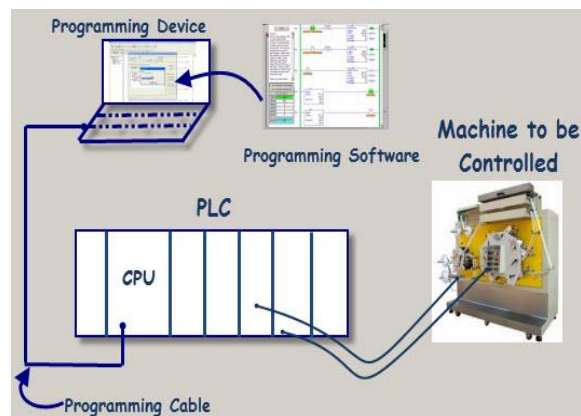 Programming Device
Programming Software
Machine to be
Controlled
PLC
CPU
Programming Cable